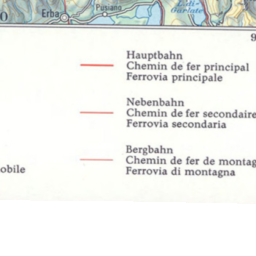 Erba
Pusiano
Hauptbahn
Chemin de fer principal
Ferrovia principale
Nebenbahn
Chemin de fer secondaire
Ferrovia secondaria
Bergbahn
Chemin de fer de montag
obile
Ferrovia di montagna